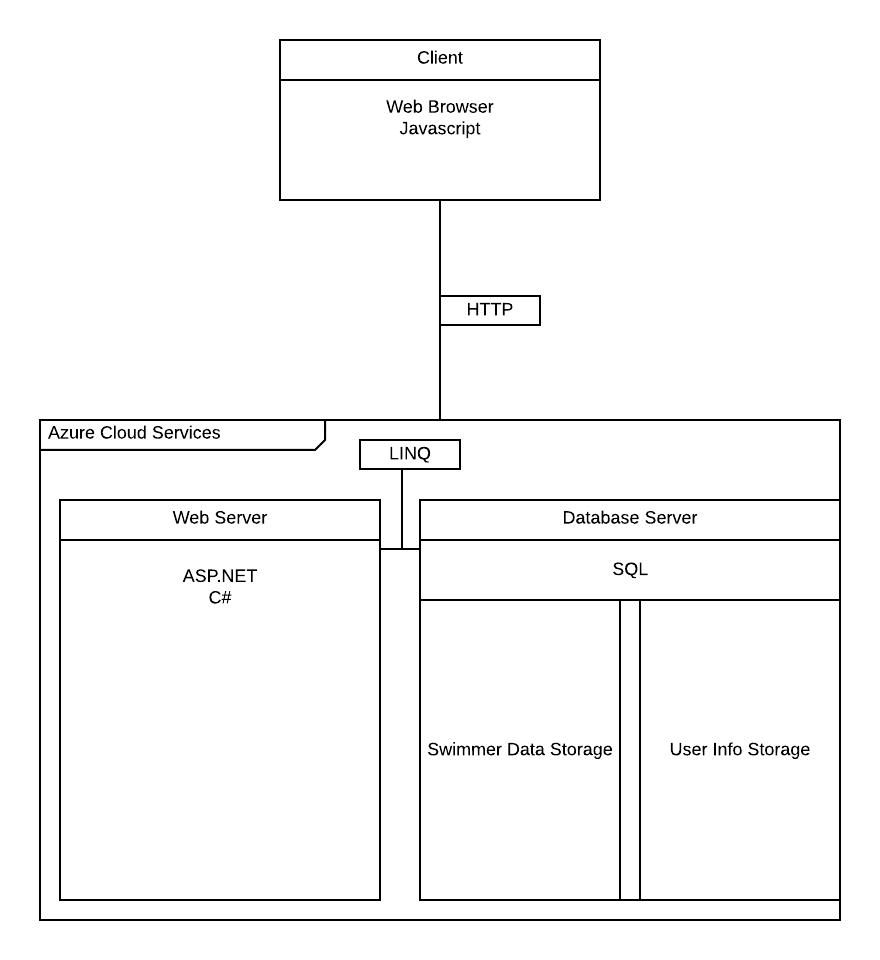 Client
Web Browser
Javascript
HTTP
Azure Cloud Services
LINQ
Web Server
Database Server
ASP.NET
C#
SQL
Swimmer Data Storage
User Info Storage